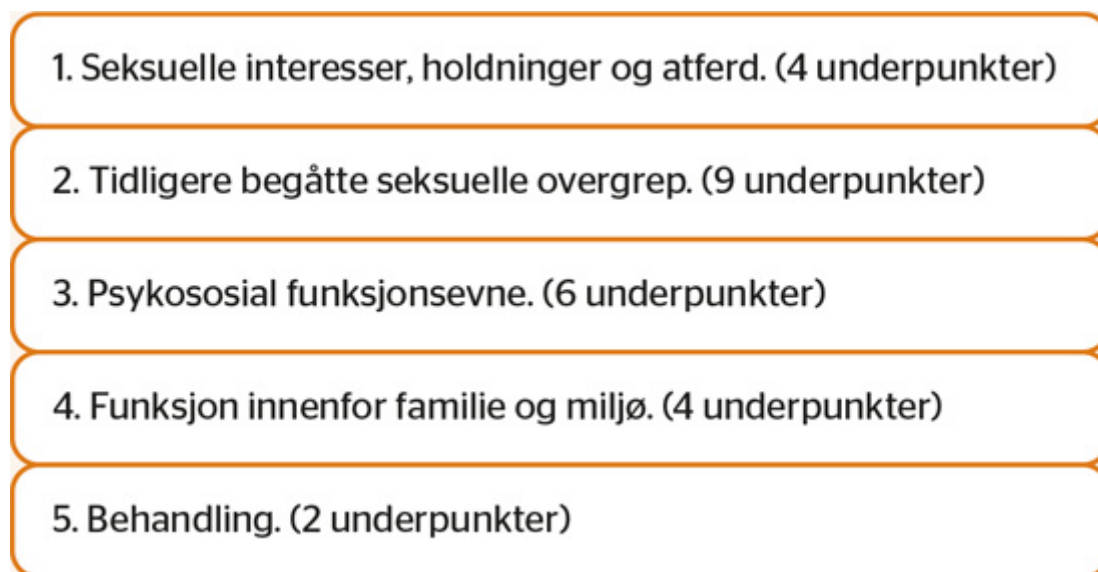 1. Seksuelle interesser, holdninger og atferd. (4 underpunkter)
2. Tidligere begåtte seksuelle overgrep. (9 underpunkter)
3. Psykososial funksjonsevne. (6 underpunkter)
4. Funksjon innenfor familie og miljø. (4 underpunkter)
5. Behandling. (2 underpunkter)